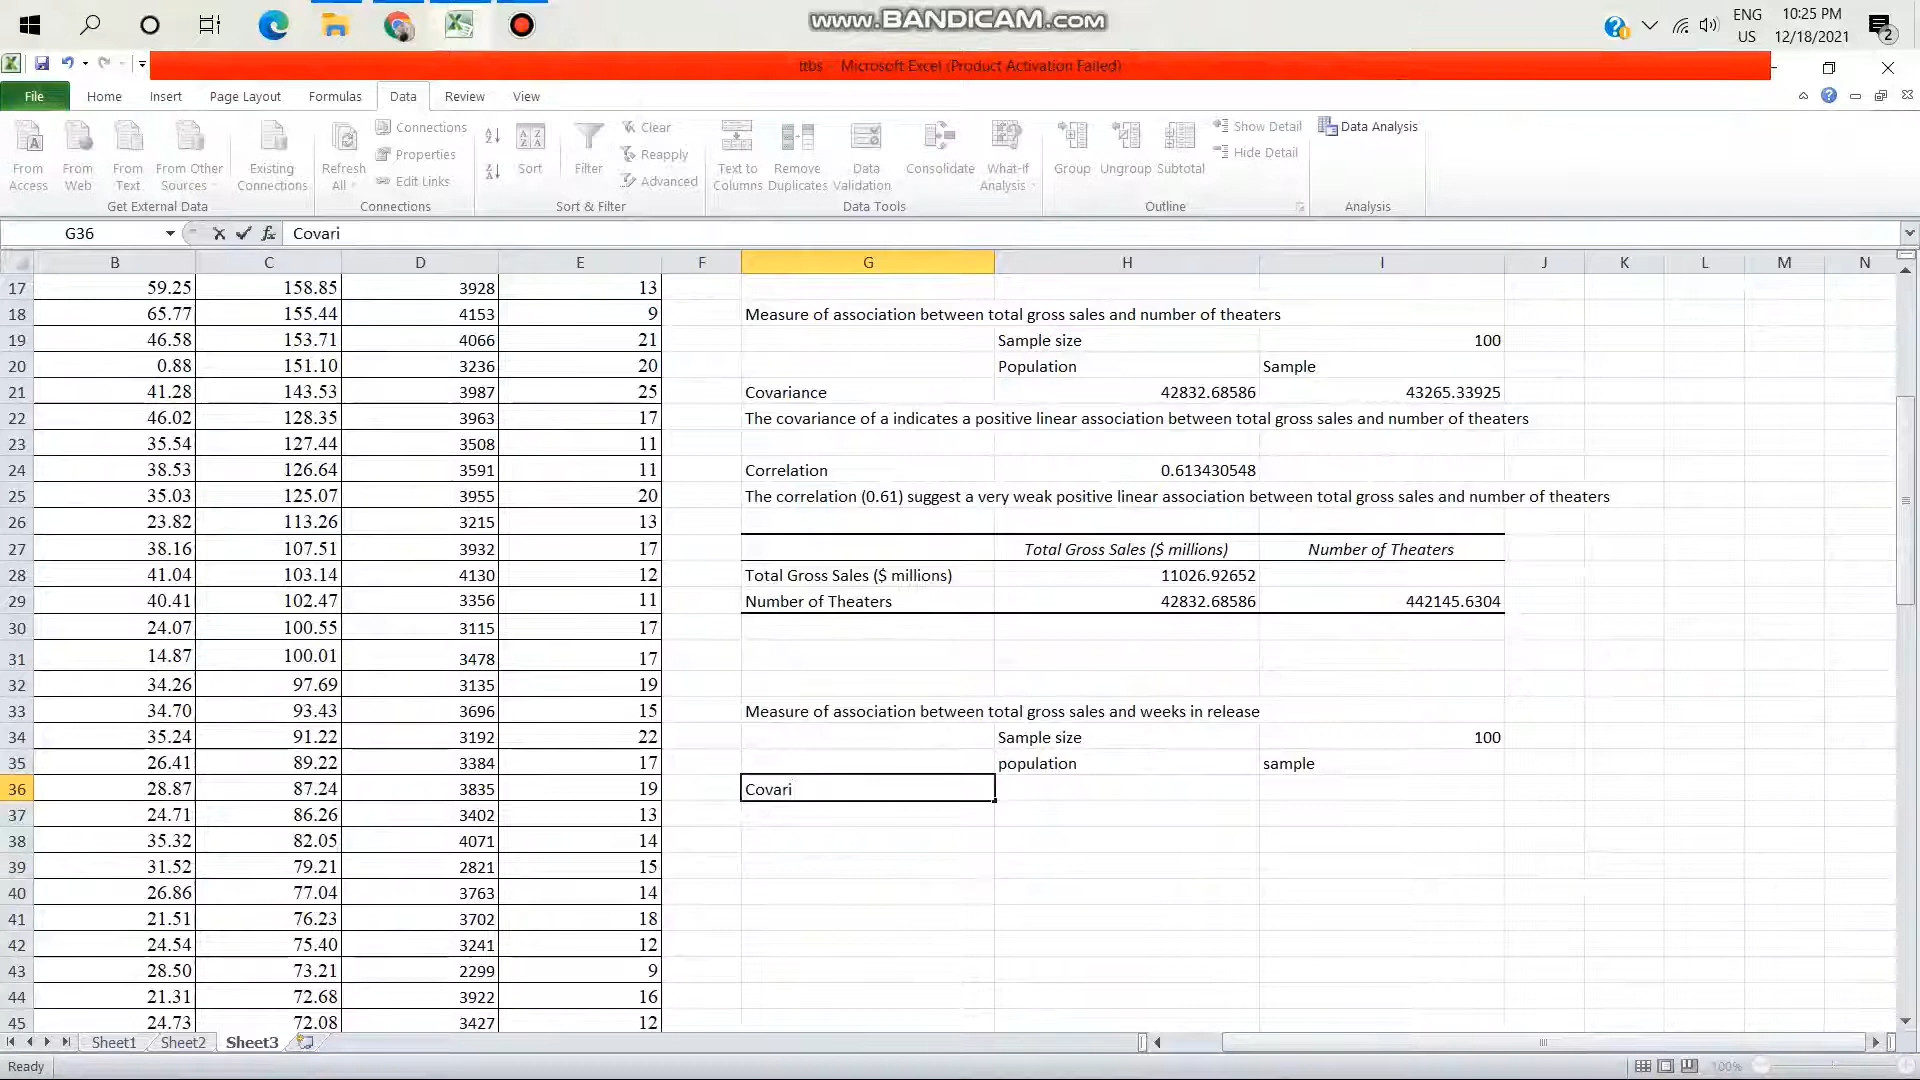 www.BANDICAM.com
ENG
US
10:25 PM
12/18/2021
2
ttbs Microsoft Excel (Product Activation Failed)
File Home Insert Page Layout Formulas Data Review View
From Access
From Web
From Text
From Other Sources
Existing Connections
Get External Data
Refresh All
Connections
Properties
Edit Links
Connections
Sort
Filter
Clear
Reapply
Advanced
Sort & Filter
Text to Columns
Remove Duplicates
Data Validation
Consolidate
What-If Analysis
Data Tools
Group
Ungroup
Subtotal
Show Detail
Hide Detail
Outline
Data Analysis
Analysis
G36 fx Covari
B C D E F G H I J K L M N
17 59.25 158.85 3928 13
18 65.77 155.44 4153 9 Measure of association between total gross sales and number of theaters
19 46.58 153.71 4066 21 Sample size 100
20 0.88 151.10 3236 20 Population Sample
21 41.28 143.53 3987 25 Covariance 42832.68586 43265.33925
22 46.02 128.35 3963 17 The covariance of a indicates a positive linear association between total gross sales and number of theaters
23 35.54 127.44 3508 11
24 38.53 126.64 3591 11 Correlation 0.613430548
25 35.03 125.07 3955 20 The correlation (0.61) suggest a very weak positive linear association between total gross sales and number of theaters
26 23.82 113.26 3215 13
27 38.16 107.51 3932 17 Total Gross Sales ($ millions) Number of Theaters
28 41.04 103.14 4130 12 Total Gross Sales ($ millions) 11026.92652
29 40.41 102.47 3356 11 Number of Theaters 42832.68586 442145.6304
30 24.07 100.55 3115 17
31 14.87 100.01 3478 17
32 34.26 97.69 3135 19
33 34.70 93.43 3696 15 Measure of association between total gross sales and weeks in release
34 35.24 91.22 3192 22 Sample size 100
35 26.41 89.22 3384 17 population sample
36 28.87 87.24 3835 19 Covari
37 24.71 86.26 3402 13
38 35.32 82.05 4071 14
39 31.52 79.21 2821 15
40 26.86 77.04 3763 14
41 21.51 76.23 3702 18
42 24.54 75.40 3241 12
43 28.50 73.21 2299 9
44 21.31 72.68 3922 16
45 24.73 72.08 3427 12
Sheet1 Sheet2 Sheet3
Ready 100%